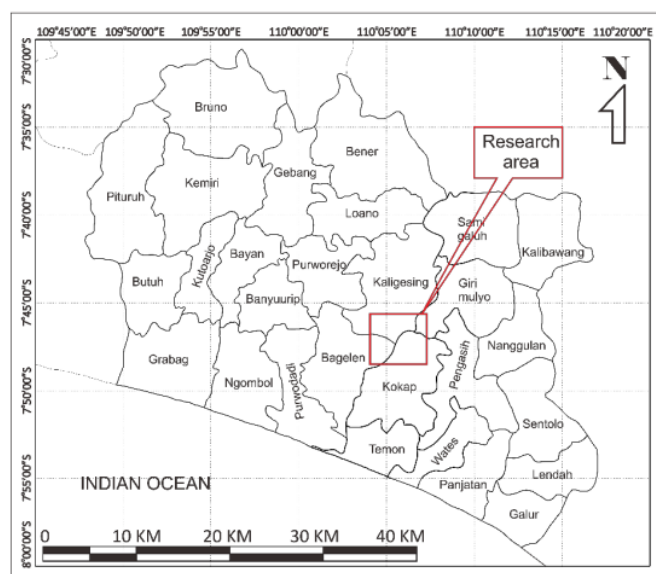 109°45'00"E 109°50'00"E 109°55'00"E 110°00'00"E 110°05'00"E 110°10'00"E 110°15'00"E 110°20'00"E
7°30'00"S
7°35'00"S
7°40'00"S
7°45'00"S
7°50'00"S
7°55'00"S
8°00'00"S
N
Research
area
Bruno
Bener
Gebang
Kemiri
Pituruh
Loano
Sami
galuh
Kalibawang
Kutoarjo
Bayan
Purworejo
Kaligesing
Butuh
Giri
mulyo
Banyuurip
Nanggulan
Grabag
Bagelen
Pengasih
Ngombol
Purwodadi
Kokap
Sentolo
Temon
Wates
Lendah
INDIAN OCEAN
Panjatan
Galur
0 10 KM 20 KM 30 KM 40 KM